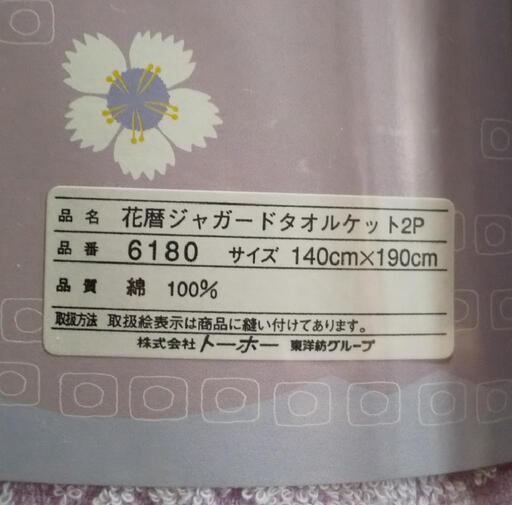 品名 花暦ジャガードタオルケット2P
品番 6180 サイズ 140cm×190cm
品質 綿 100%
取扱方法 取扱絵表示は商品に縫い付けてあります。
株式会社トーホー 東洋紡グループ